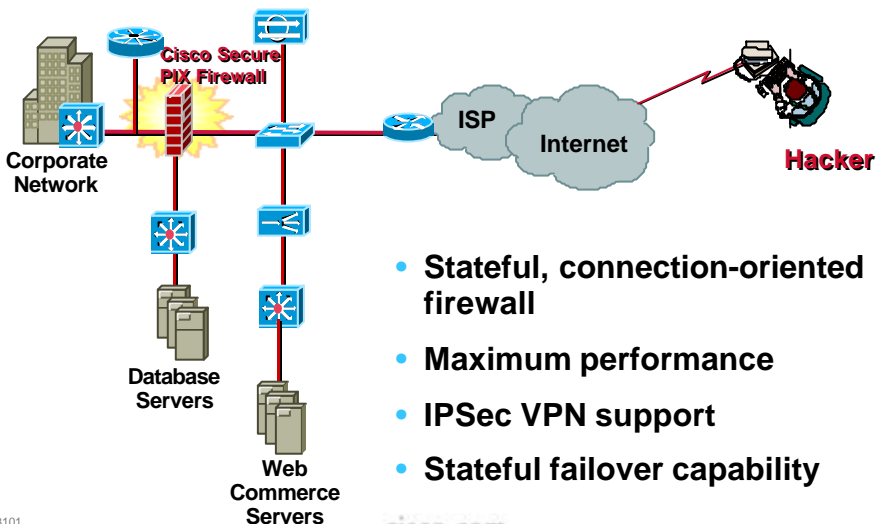 Cisco Secure
PIX Firewall
ISP
Internet
Corporate
Network
Hacker
Database
Servers
Web
Commerce
Servers
• Stateful, connection-oriented
firewall
• Maximum performance
• IPSec VPN support
• Stateful failover capability